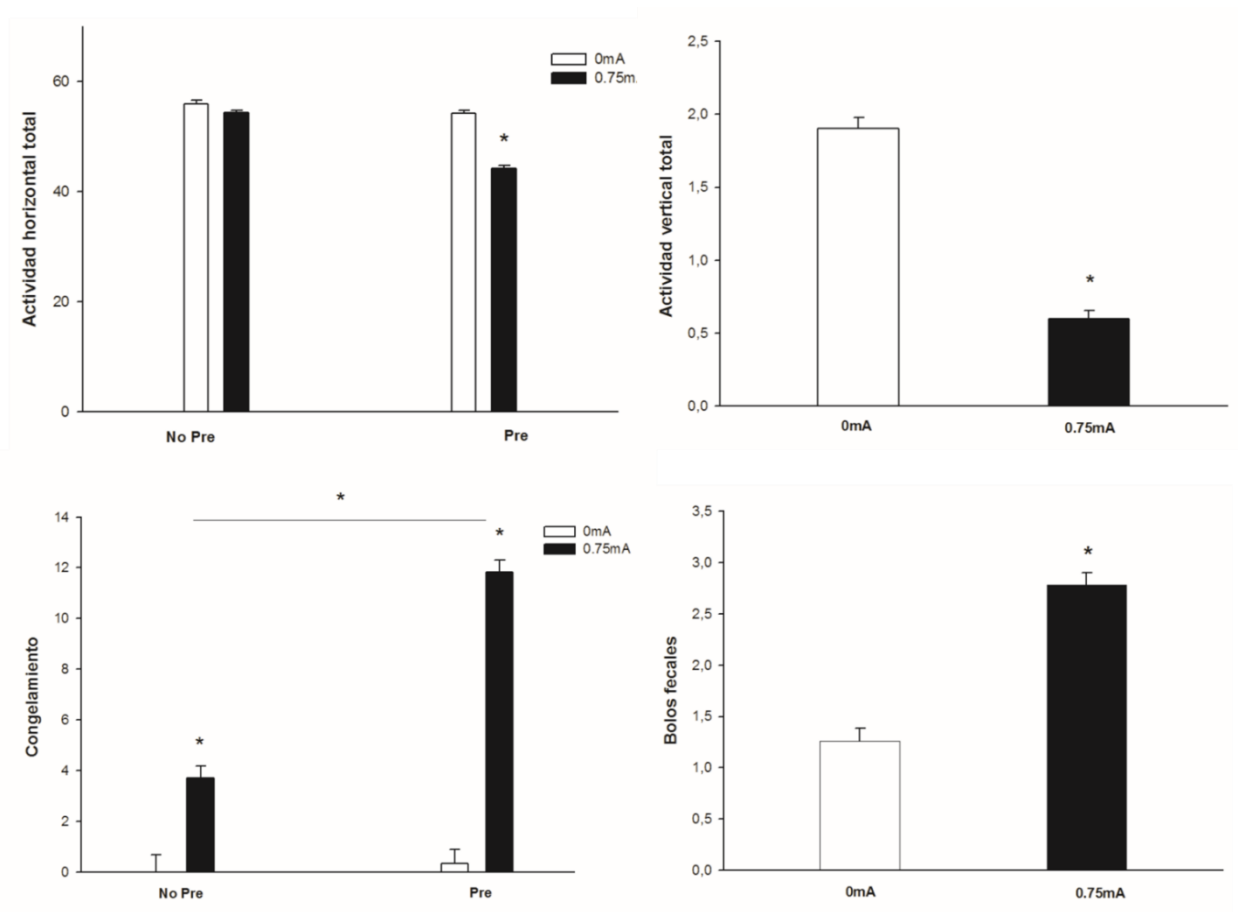 Actividad horizontal total
60
40
20
0
0mA
0.75m
*
No Pre
Pre
Actividad vertical total
2,5
2,0
1,5
1,0
0,5
0,0
*
0mA
0.75mA
Congelamiento
14
12
10
8
6
4
2
0
*
*
*
0mA
0.75mA
No Pre
Pre
Bolos fecales
3,5
3,0
2,5
2,0
1,5
1,0
0,5
0,0
*
0mA
0.75mA